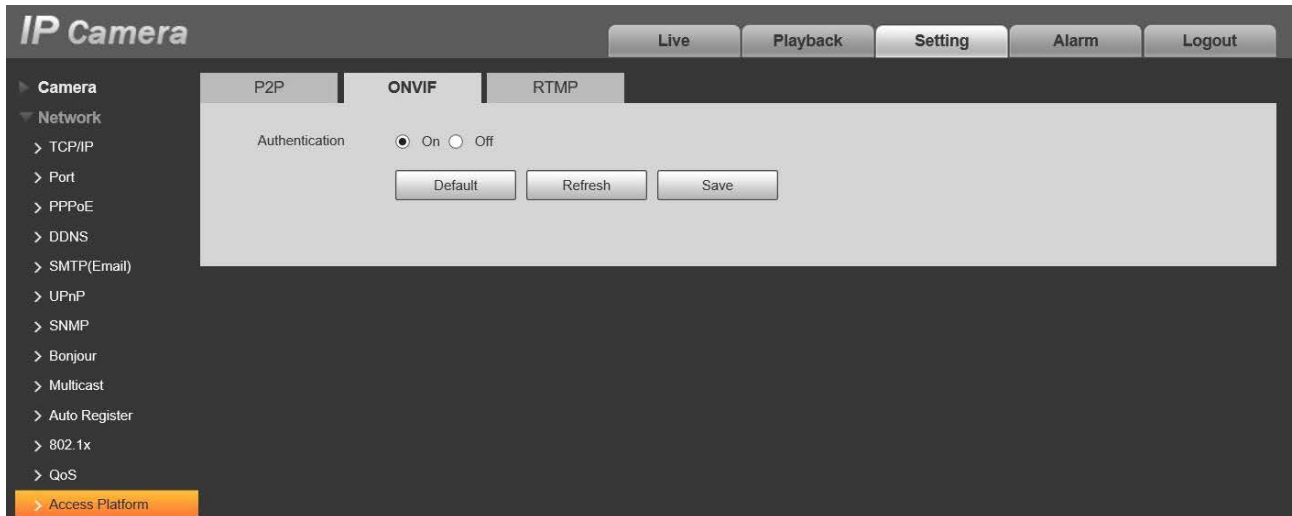 IP Camera
Live Playback Setting Alarm Logout
Camera
Network
TCP/IP
Port
PPPoE
DDNS
SMTP(Email)
UPnP
SNMP
Bonjour
Multicast
Auto Register
802.1x
QoS
Access Platform
P2P ONVIF RTMP
Authentication On Off
Default Refresh Save